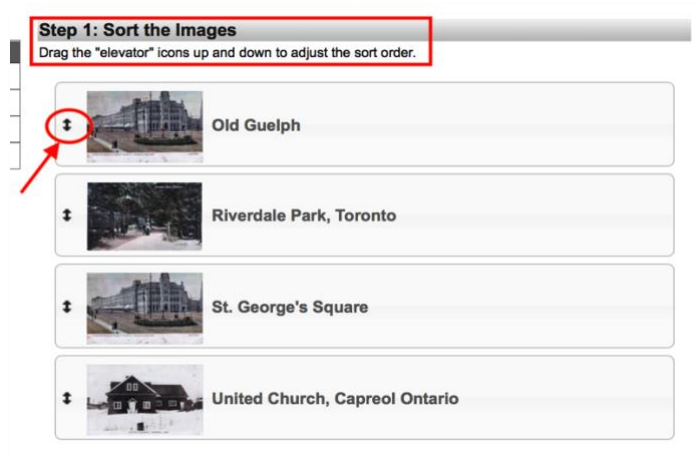 Step 1: Sort the Images
Drag the "elevator" icons up and down to adjust the sort order.
Old Guelph
Riverdale Park, Toronto
St. George's Square
United Church, Capreol Ontario